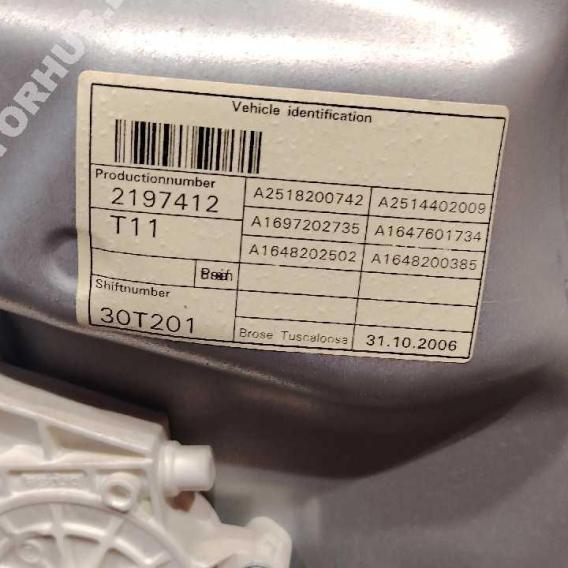 Vehicle identification
Productionnumber
2197412
T11
A2518200742 A2514402009
A1697202735 A1647601734
A1648202502 A1648200385
Shiftnumber
30T201
Brose Tuscaloosa 31.10.2006